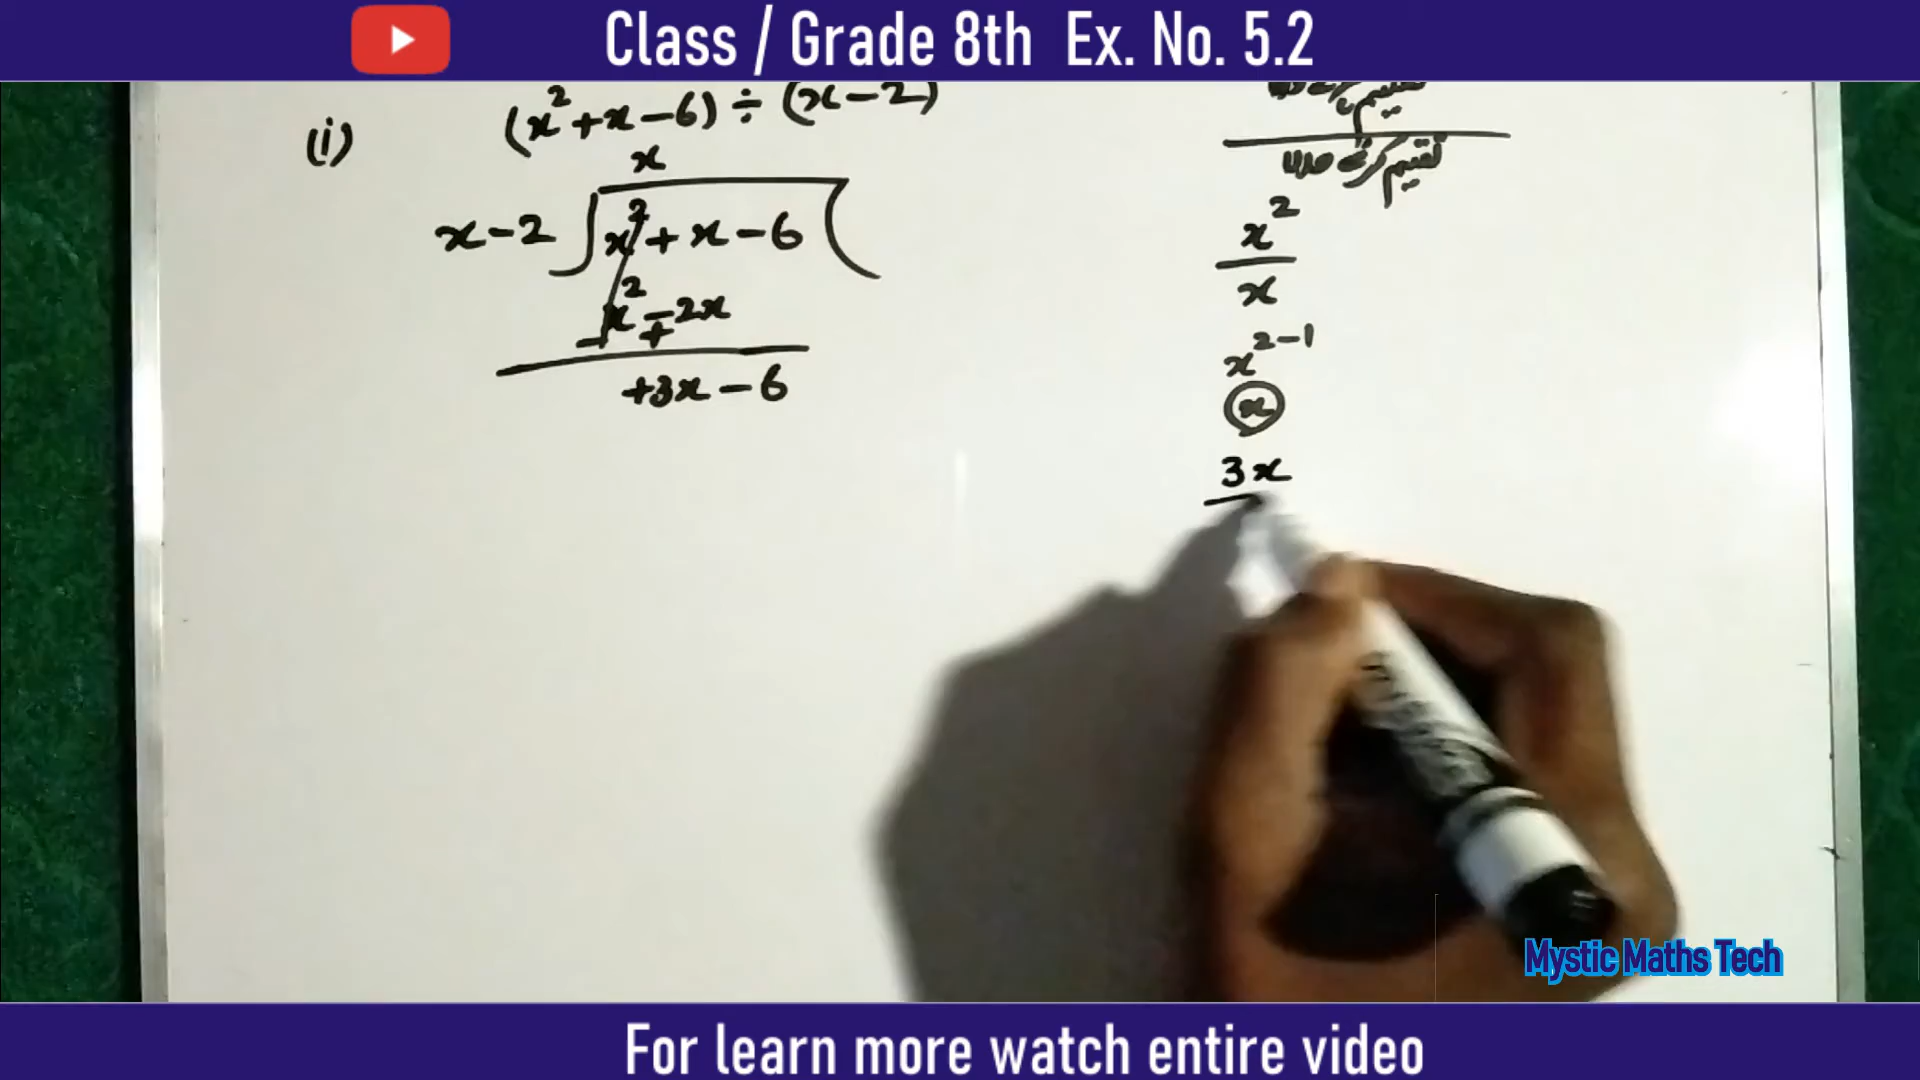 Class / Grade 8th Ex. No. 5.2
(i) (x² + x - 6) ÷ (x - 2)
x
x - 2 x² + x - 6
x² - 2x
- +
+3x - 6
تقسیم کرنے والا
x²
x
x²⁻¹
x
3x
Mystic Maths Tech
For learn more watch entire video